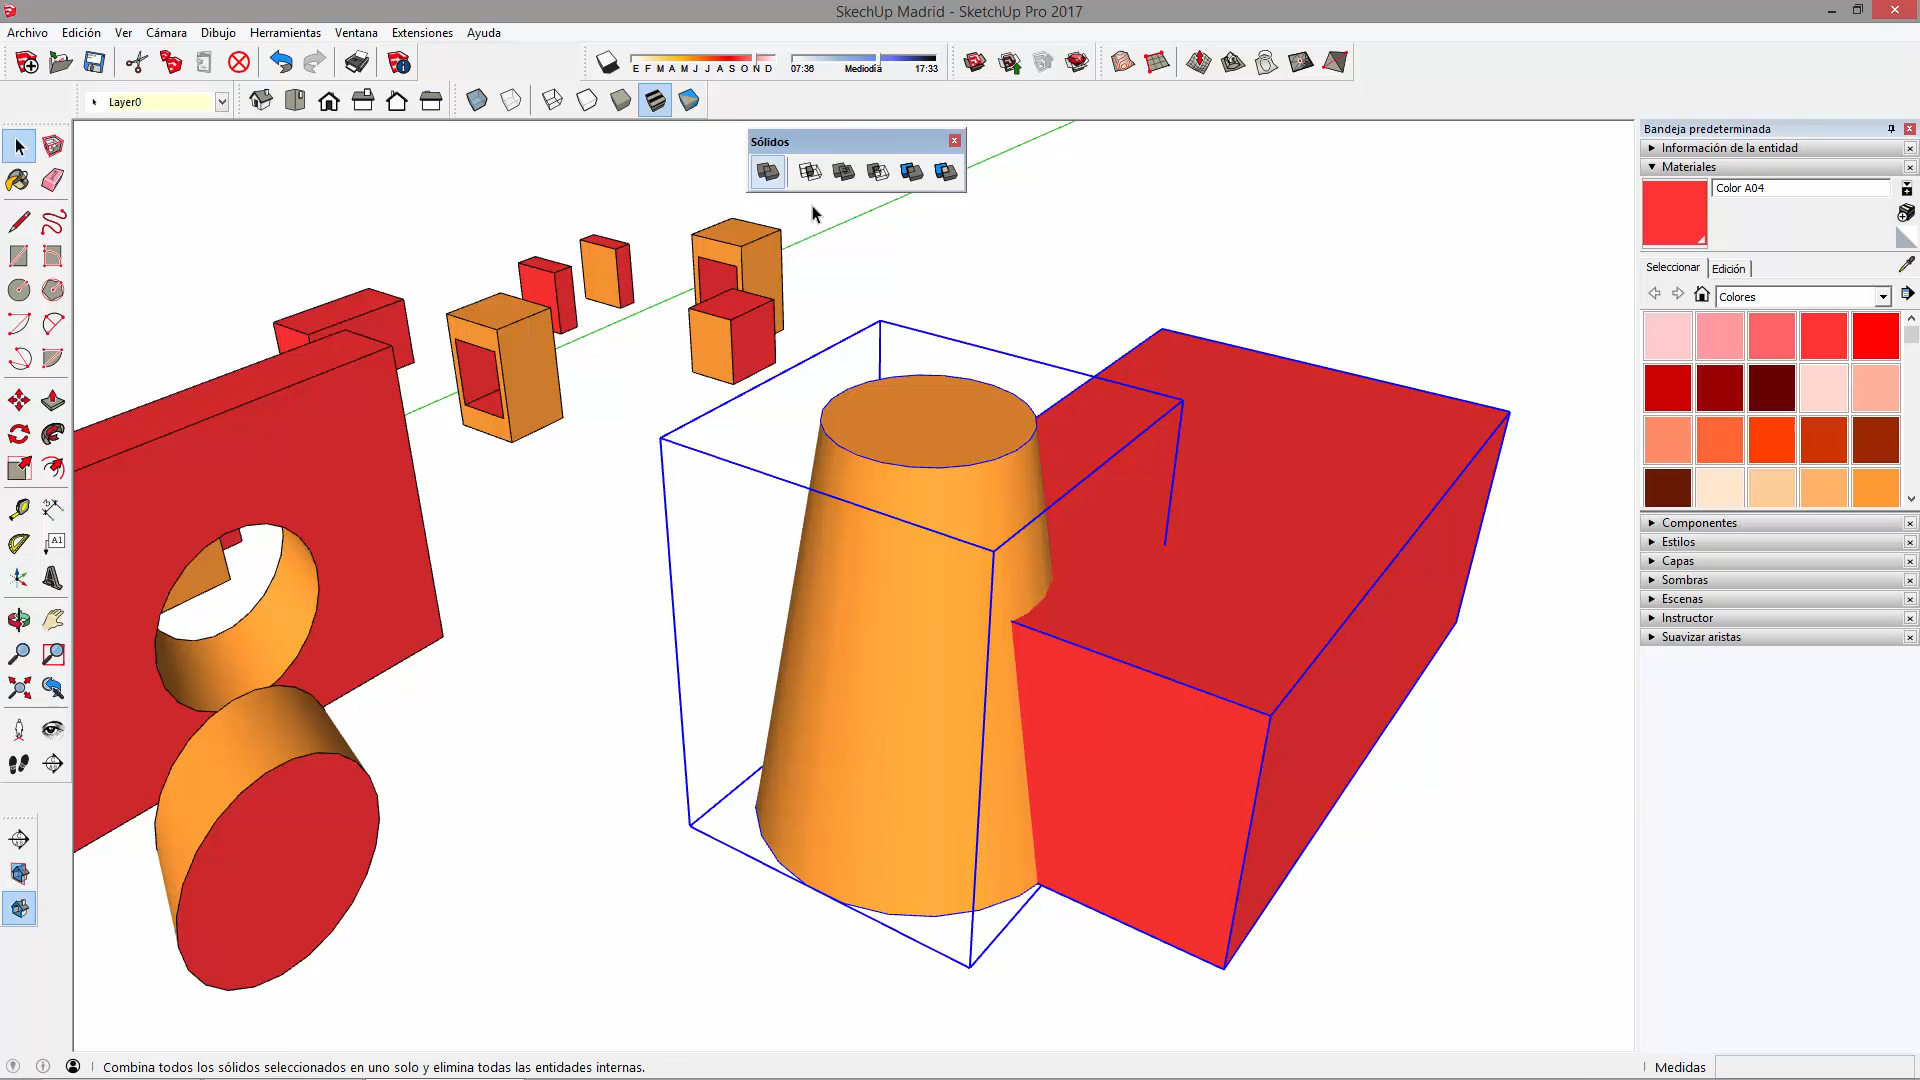 SkechUp Madrid - SketchUp Pro 2017
Archivo Edición Ver Cámara Dibujo Herramientas Ventana Extensiones Ayuda
E F M A M J J A S O N D
07:36 Mediodía 17:33
Layer0
Sólidos
Bandeja predeterminada
Información de la entidad
Materiales
Color A04
Seleccionar Edición
Colores
Componentes
Estilos
Capas
Sombras
Escenas
Instructor
Suavizar aristas
A1
Combina todos los sólidos seleccionados en uno solo y elimina todas las entidades internas.
Medidas